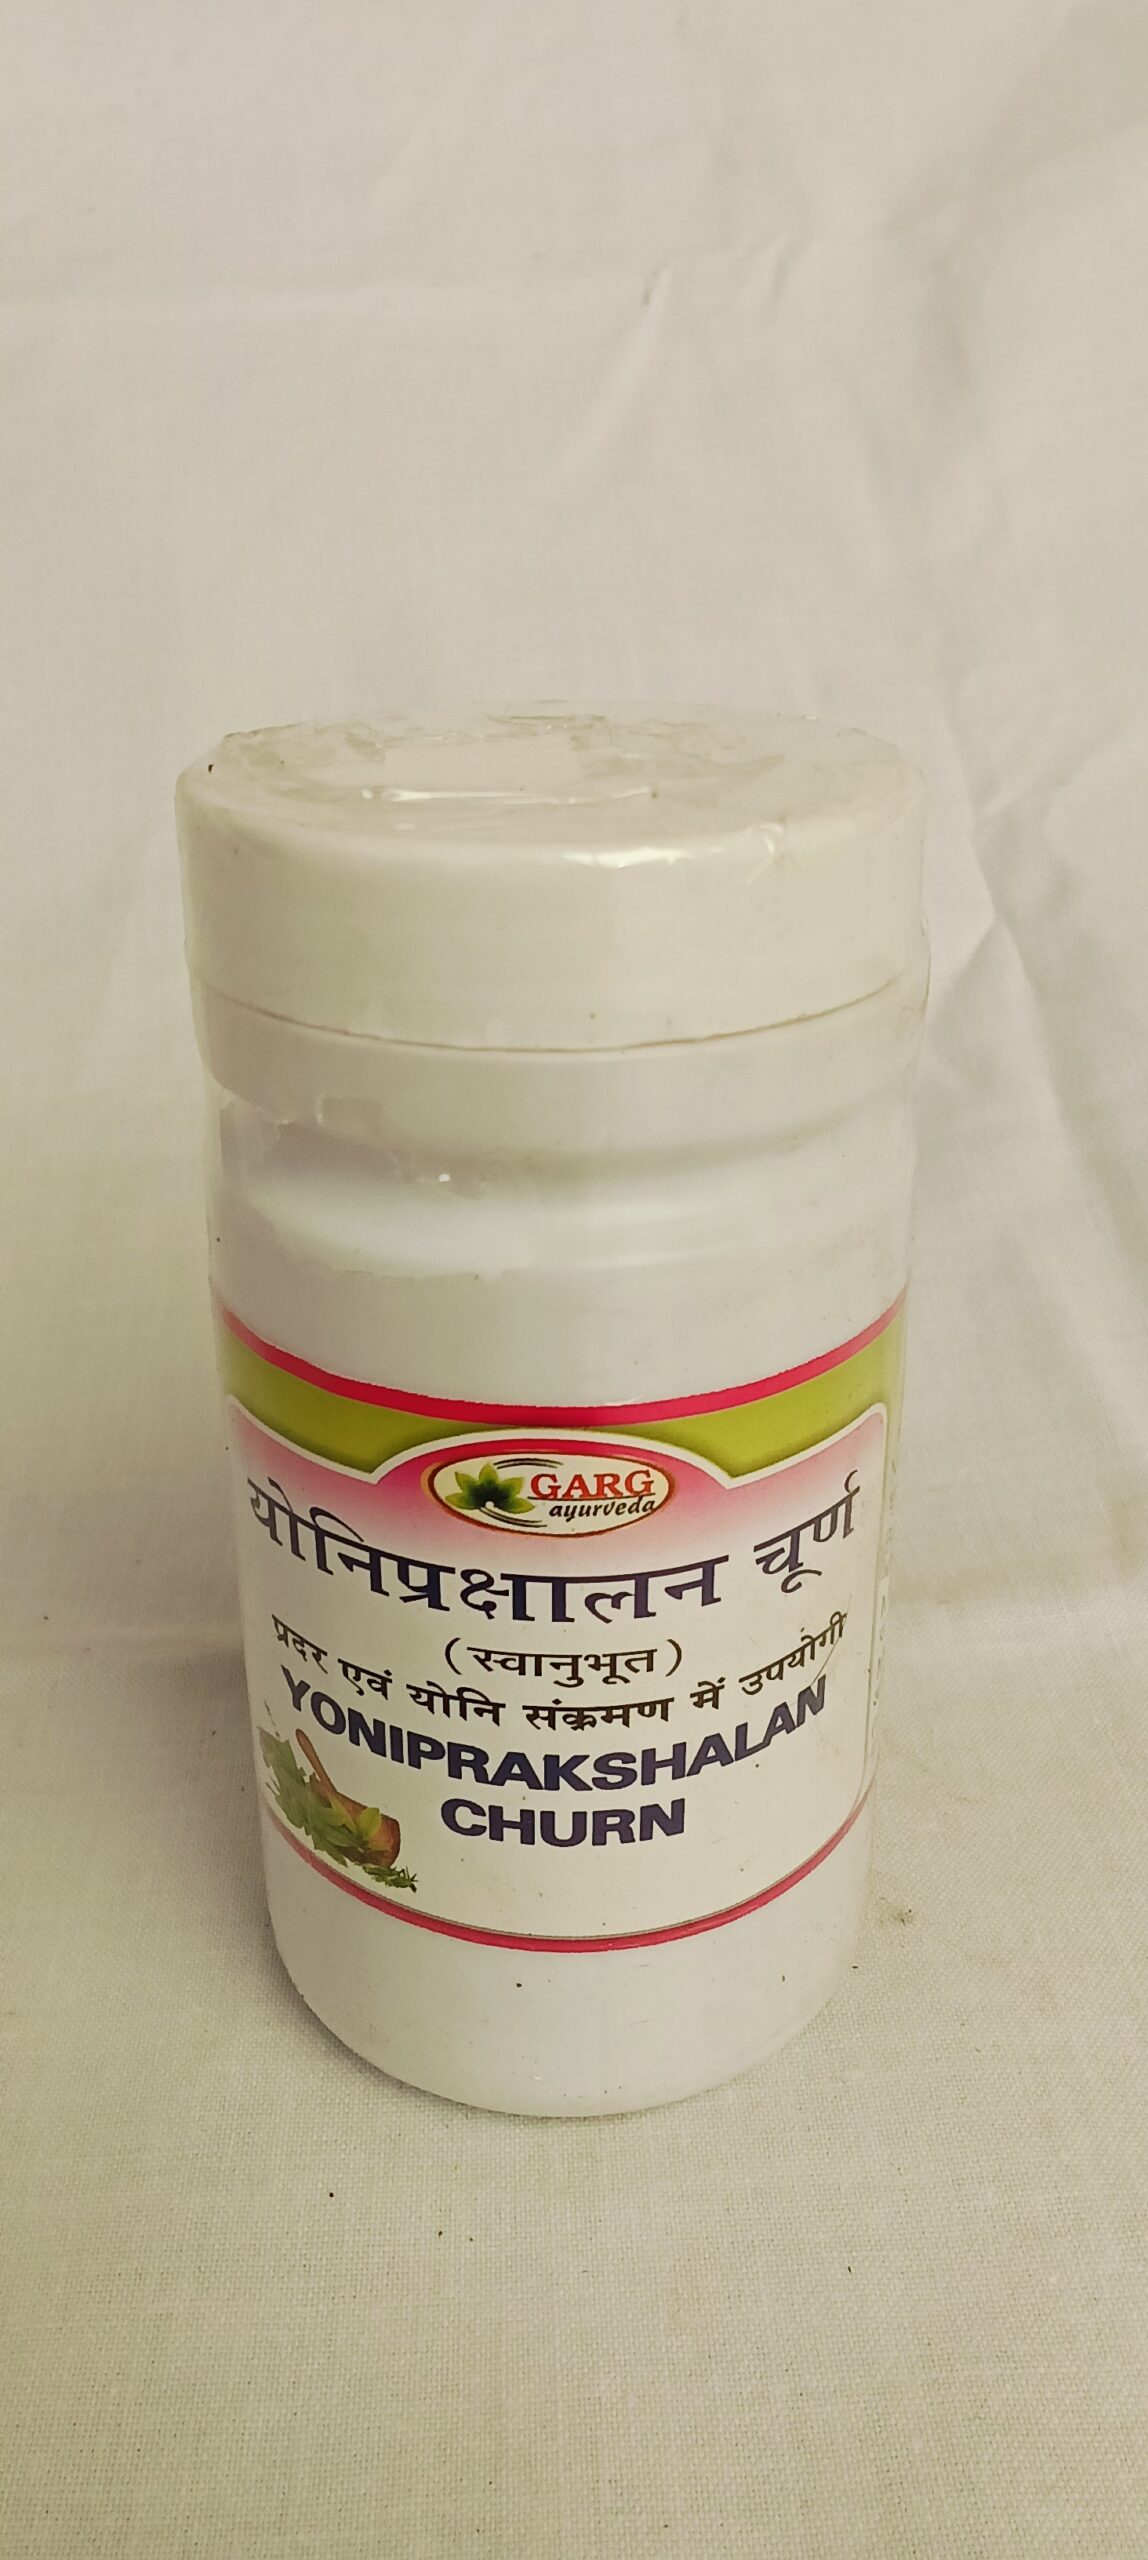 GARG
ayurveda
योनिप्रक्षालन चूर्ण
(स्वानुभूत)
प्रदर एवं योनि संक्रमण में उपयोगी
YONIPRAKSHALAN
CHURN